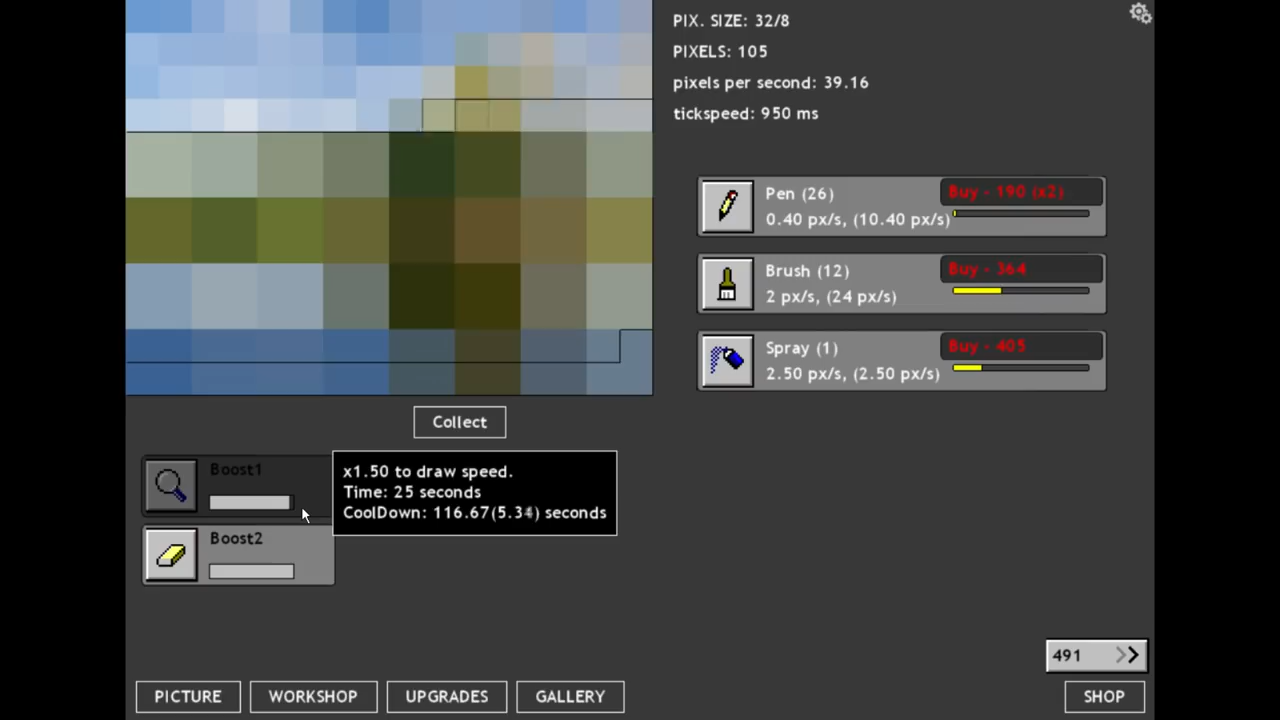 PIX. SIZE: 32/8
PIXELS: 105
pixels per second: 39.16
tickspeed: 950 ms
Pen (26)
Buy - 190 (x2)
0.40 px/s, (10.40 px/s)
Brush (12)
Buy - 364
2 px/s, (24 px/s)
Spray (1)
Buy - 405
2.50 px/s, (2.50 px/s)
Collect
Boost1
x1.50 to draw speed.
Time: 25 seconds
CoolDown: 116.67(5.34) seconds
Boost2
491
PICTURE
WORKSHOP
UPGRADES
GALLERY
SHOP